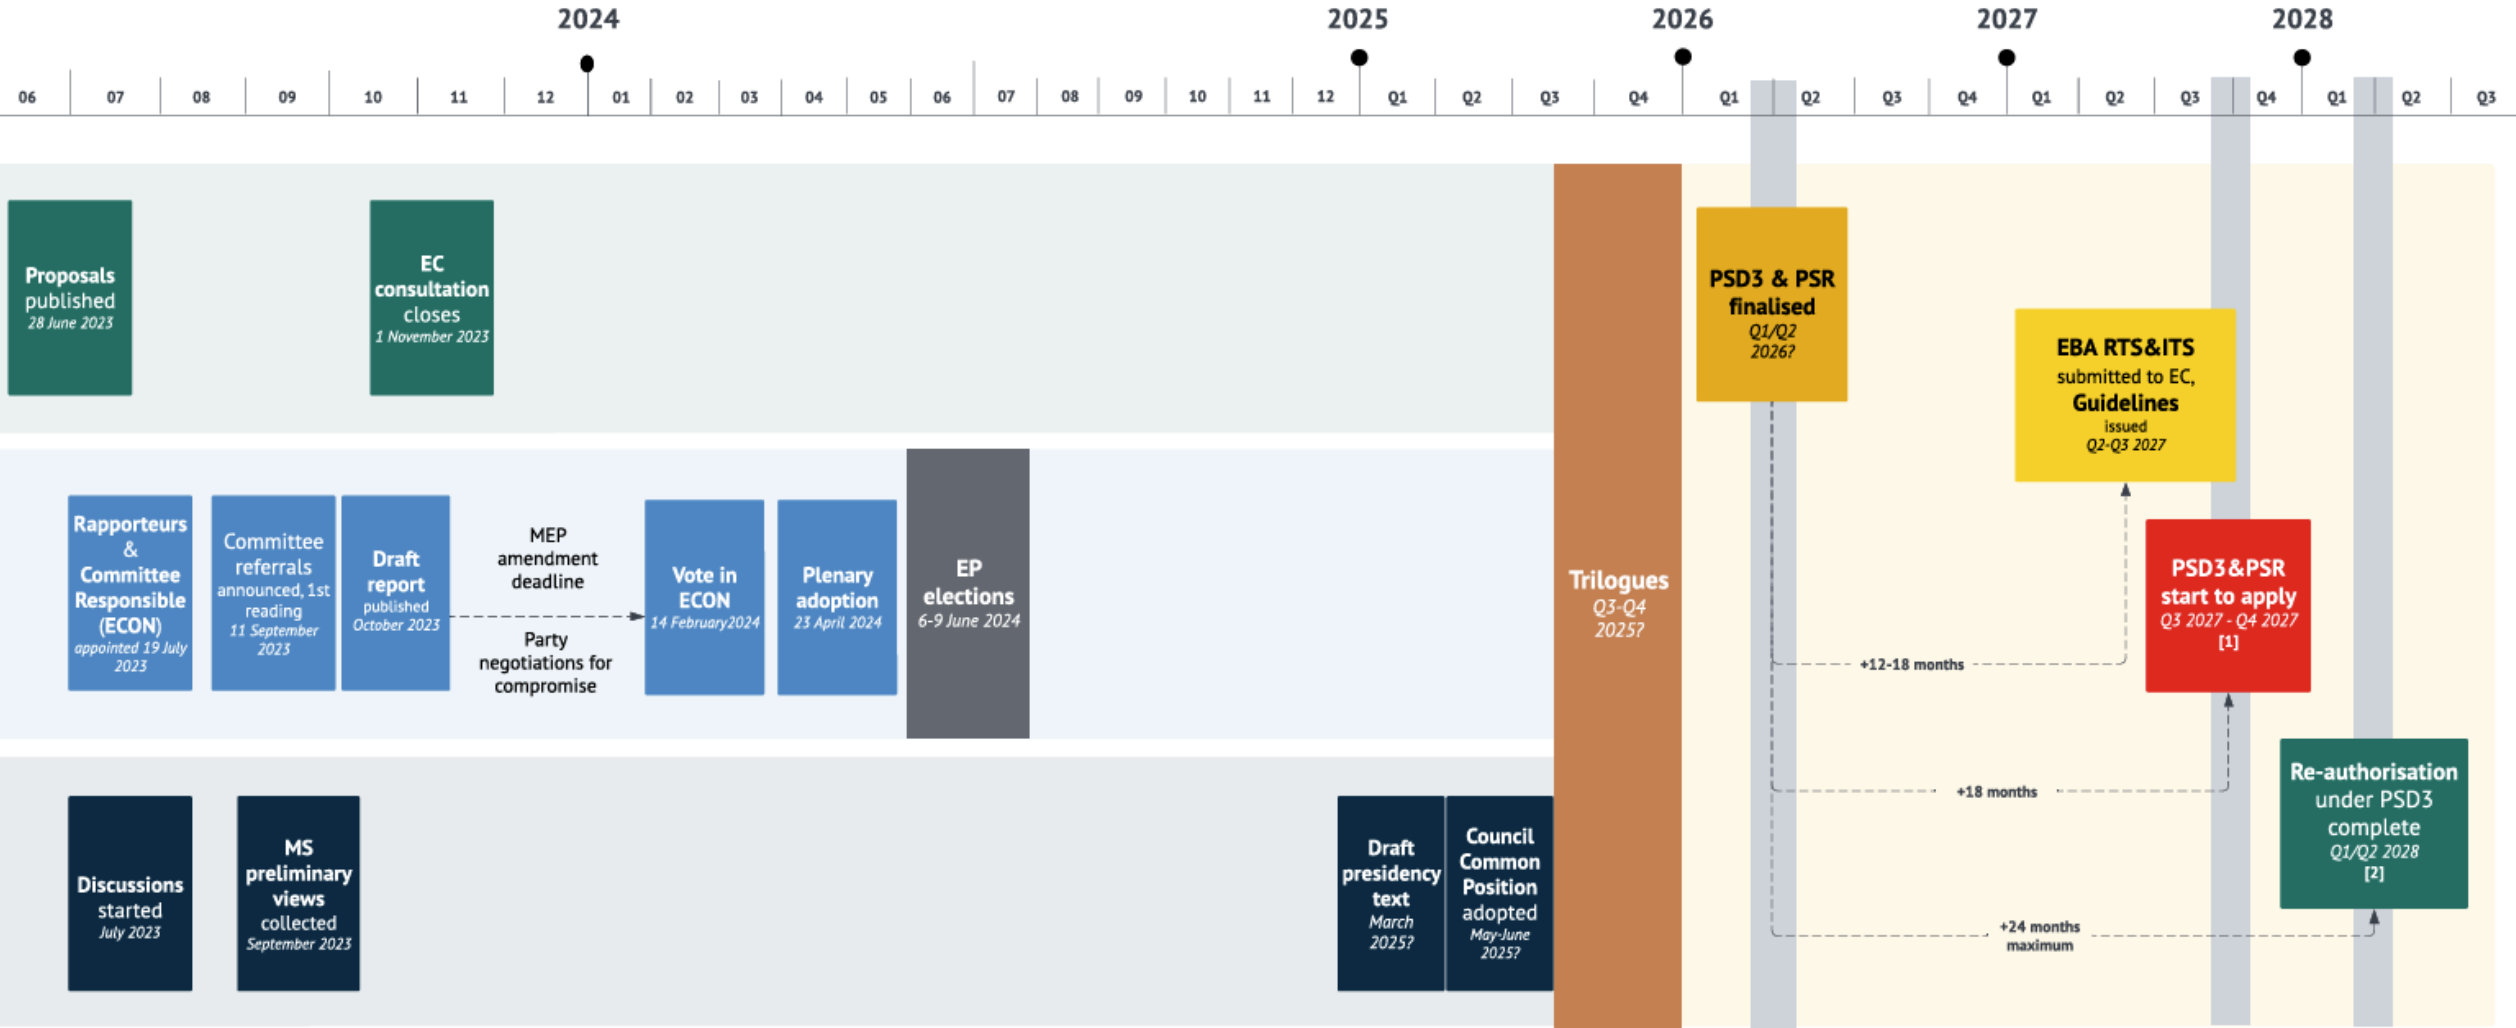 2024
2025
2026
2027
2028
06 07 08 09 10 11 12 01 02 03 04 05 06 07 08 09 10 11 12 Q1 Q2 Q3 Q4 Q1 Q2 Q3 Q4 Q1 Q2 Q3 Q4 Q1 Q2 Q3
Proposals
published
28 June 2023
EC
consultation
closes
1 November 2023
PSD3 & PSR
finalised
Q1/Q2
2026?
EBA RTS&ITS
submitted to EC,
Guidelines
issued
Q2-Q3 2027
Rapporteurs
&
Committee
Responsible
(ECON)
appointed 19 July
2023
Committee
referrals
announced, 1st
reading
11 September
2023
Draft
report
published
October 2023
MEP
amendment
deadline
Party
negotiations for
compromise
Vote in
ECON
14 February2024
Plenary
adoption
23 April 2024
EP
elections
6-9 June 2024
Trilogues
Q3-Q4
2025?
+12-18 months
PSD3&PSR
start to apply
Q3 2027 - Q4 2027
[1]
+18 months
Discussions
started
July 2023
MS
preliminary
views
collected
September 2023
Draft
presidency
text
March
2025?
Council
Common
Position
adopted
May-June
2025?
+24 months
maximum
Re-authorisation
under PSD3
complete
Q1/Q2 2028
[2]